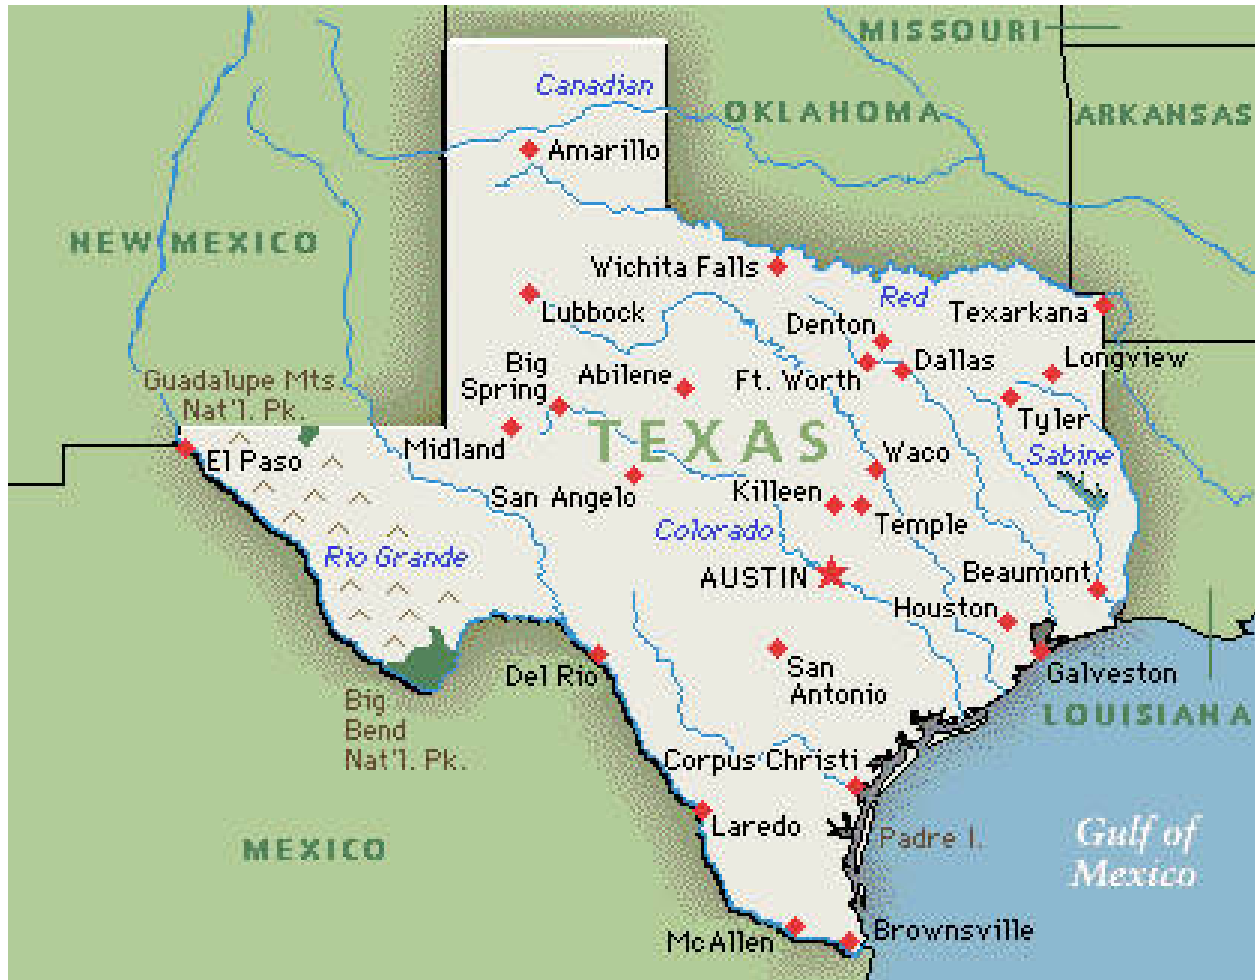 MISSOURI
Canadian
OKLAHOMA
ARKANSAS
Amarillo
NEW MEXICO
Wichita Falls
Red
Texarkana
Lubbock
Denton
Big
Spring
Abilene
Ft. Worth
Dallas
Longview
Guadalupe Mts.
Nat'l. Pk.
Tyler
TEXAS
Midland
El Paso
Waco
Sabine
San Angelo
Killeen
Temple
Colorado
Rio Grande
AUSTIN
Beaumont
Houston
Del Rio
San
Antonio
Galveston
Big
Bend
Nat'l. Pk.
LOUISIANA
Corpus Christi
Laredo
Padre I.
Gulf of
Mexico
MEXICO
McAllen
Brownsville